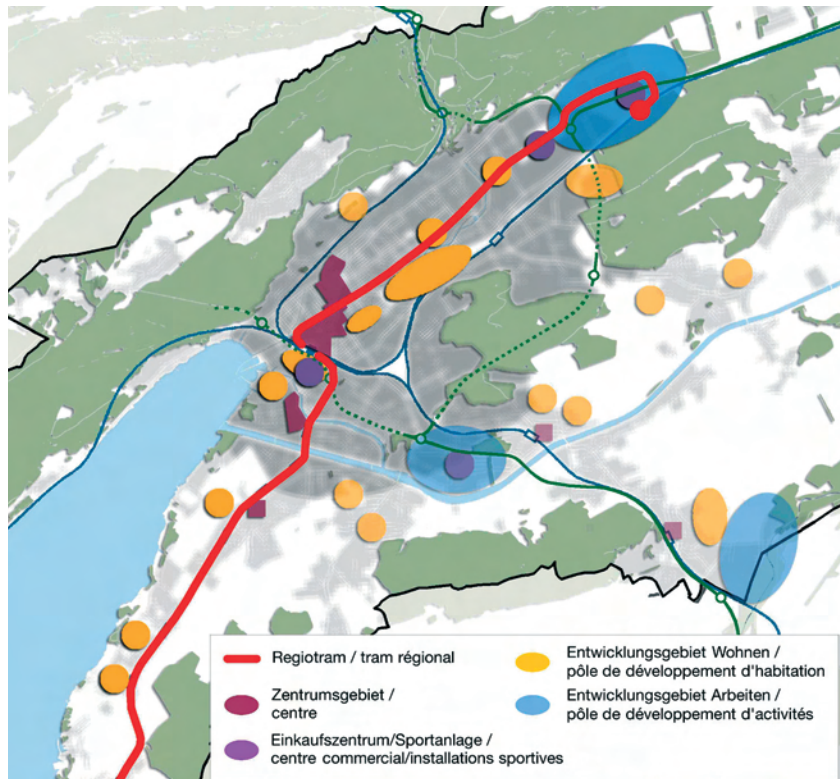 Regiotram / tram régional
Zentrumsgebiet /
centre
Einkaufszentrum/Sportanlage /
centre commercial/installations sportives
Entwicklungsgebiet Wohnen /
pôle de développement d'habitation
Entwicklungsgebiet Arbeiten /
pôle de développement d'activités